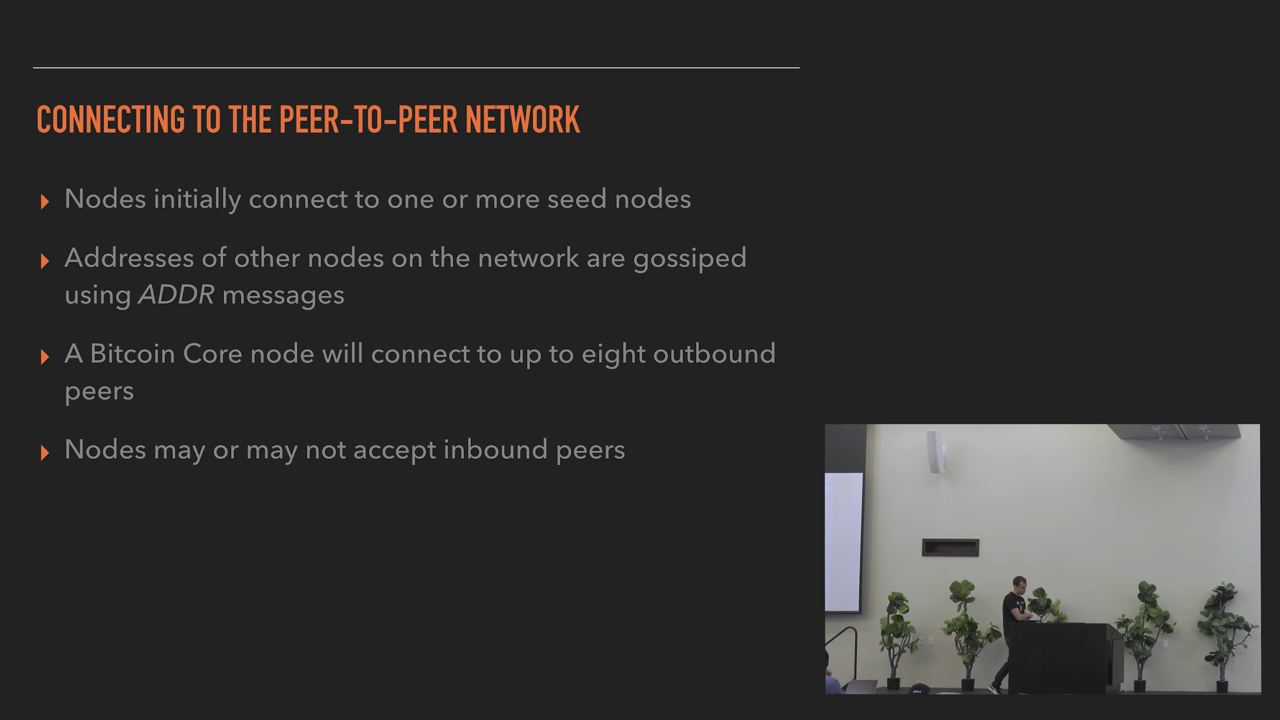 CONNECTING TO THE PEER-TO-PEER NETWORK
Nodes initially connect to one or more seed nodes
Addresses of other nodes on the network are gossiped
using ADDR messages
A Bitcoin Core node will connect to up to eight outbound
peers
Nodes may or may not accept inbound peers